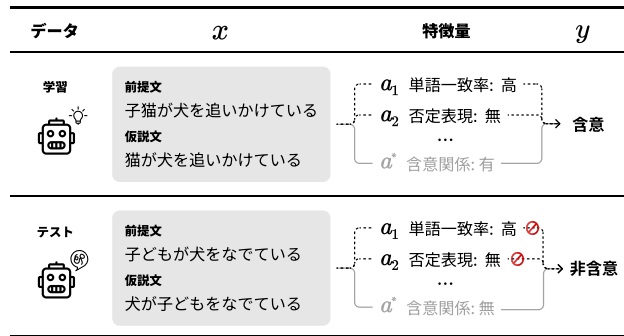 データ x 特徴量 y
学習
前提文
子猫が犬を追いかけている
仮説文
猫が犬を追いかけている
a1 単語一致率: 高
a2 否定表現: 無
...
a* 含意関係: 有
含意
テスト
前提文
子どもが犬をなでている
仮説文
犬が子どもをなでている
a1 単語一致率: 高
a2 否定表現: 無
...
a* 含意関係: 無
非含意